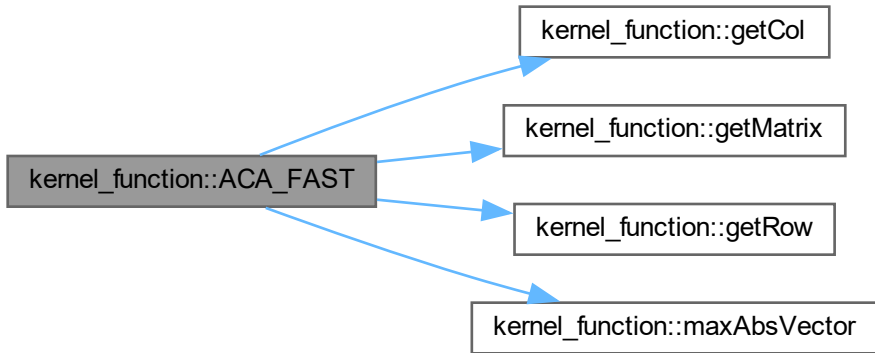 kernel_function::getCol
kernel_function::getMatrix
kernel_function::ACA_FAST
kernel_function::getRow
kernel_function::maxAbsVector